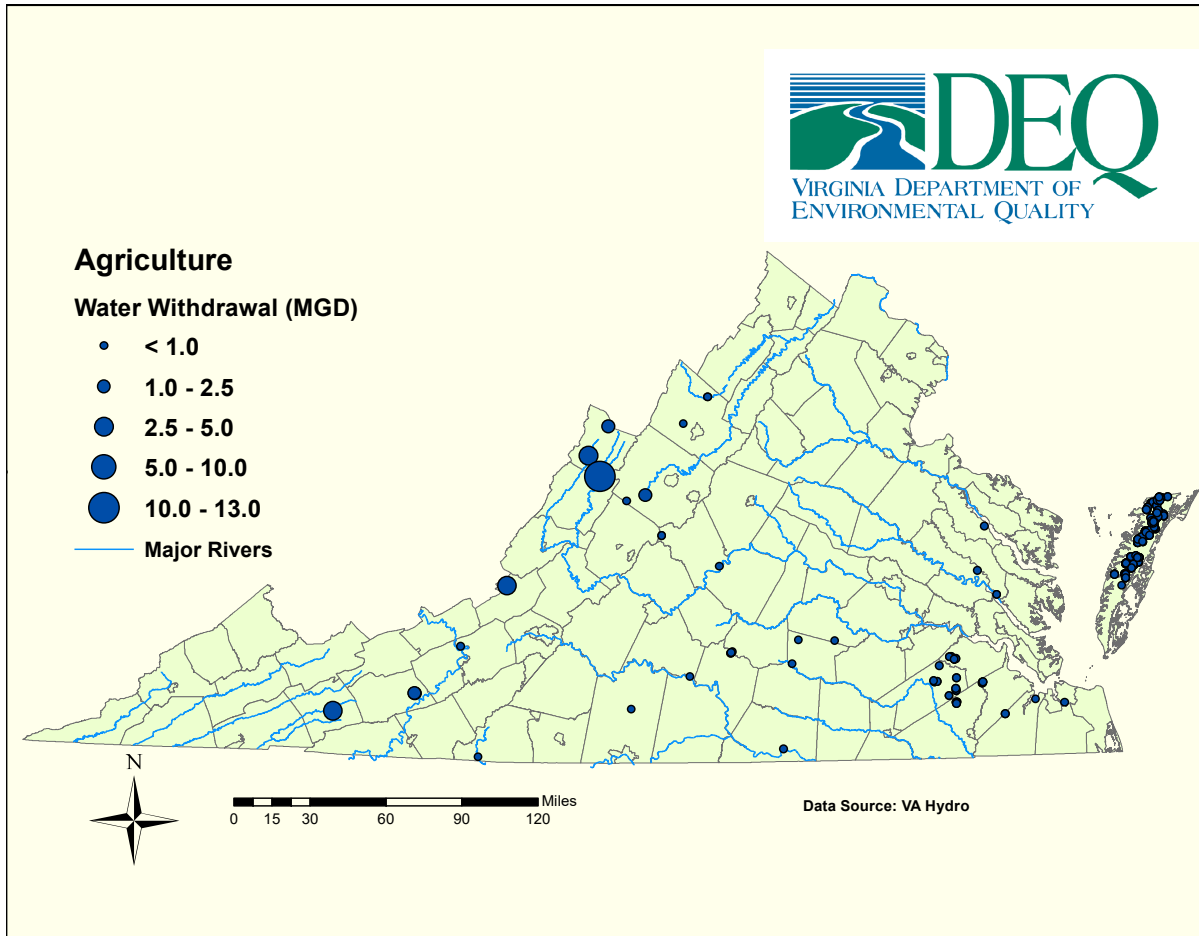 DEQ
VIRGINIA DEPARTMENT OF
ENVIRONMENTAL QUALITY
Agriculture
Water Withdrawal (MGD)
< 1.0
1.0 - 2.5
2.5 - 5.0
5.0 - 10.0
10.0 - 13.0
Major Rivers
N
Miles
0 15 30 60 90 120
Data Source: VA Hydro